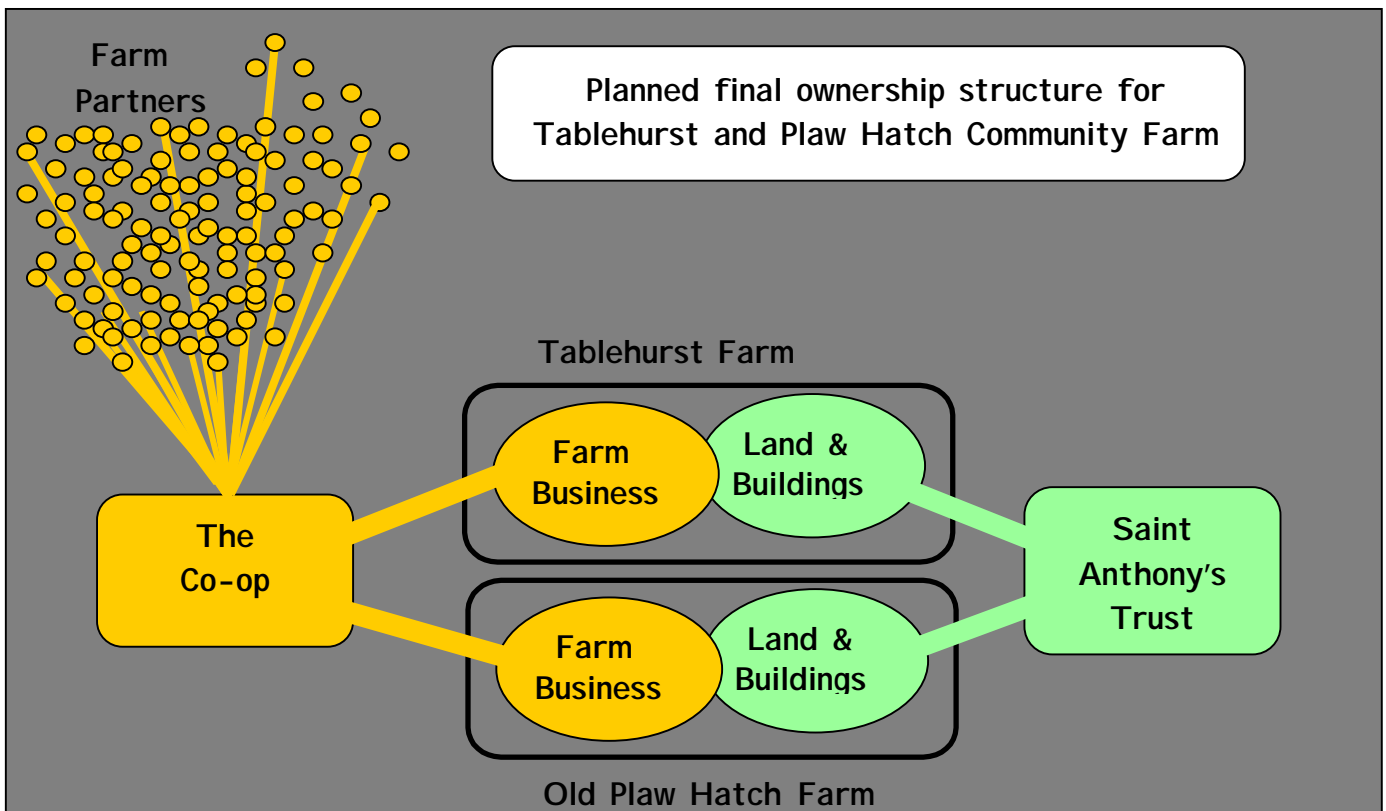 Farm
Partners
Planned final ownership structure for
Tablehurst and Plaw Hatch Community Farm
Tablehurst Farm
Farm
Business
Land &
Buildings
The
Co-op
Saint
Anthony's
Trust
Farm
Business
Land &
Buildings
Old Plaw Hatch Farm